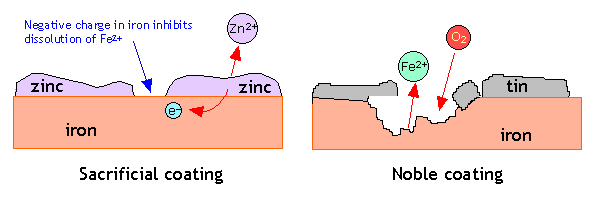 Negative charge in iron inhibits
dissolution of Fe²⁺
Zn²⁺
zinc
zinc
e⁻
iron
Sacrificial coating
O₂
Fe²⁺
tin
iron
Noble coating